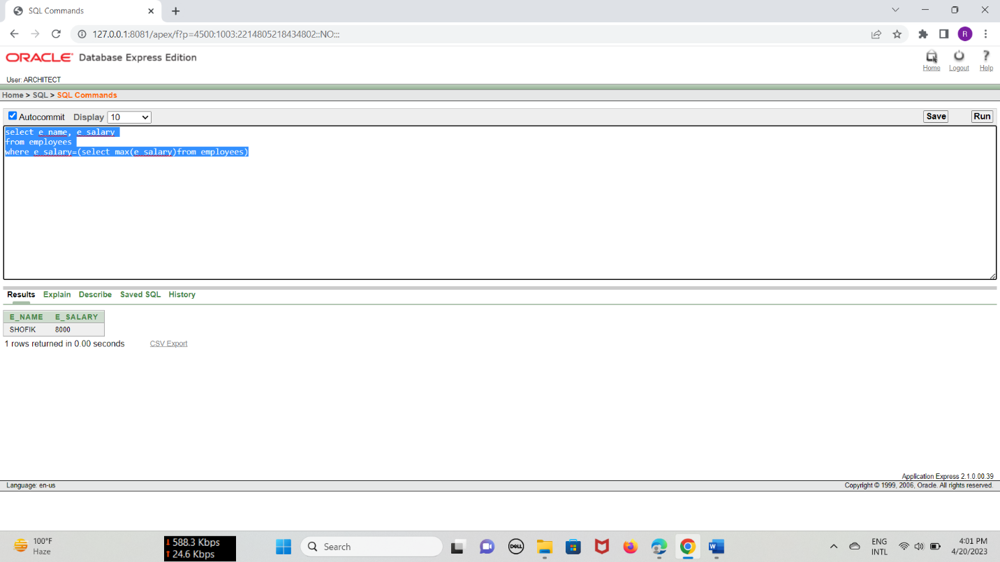 SQL Commands
127.0.0.1:8081/apex/f?p=4500:1003:2214805218434802::NO:::
R
ORACLE Database Express Edition
Home Logout Help
User: ARCHITECT
Home > SQL > SQL Commands
Autocommit Display 10 Save Run
select e_name, e_salary
from employees
where e_salary=(select max(e_salary)from employees)
Results Explain Describe Saved SQL History
E_NAME E_SALARY
SHOFIK 8000
1 rows returned in 0.00 seconds CSV Export
Application Express 2.1.0.00.39
Language: en-us Copyright © 1999, 2006, Oracle. All rights reserved.
100°F
Haze
588.3 Kbps
24.6 Kbps
Search
DELL
W
ENG
INTL
4:01 PM
4/20/2023